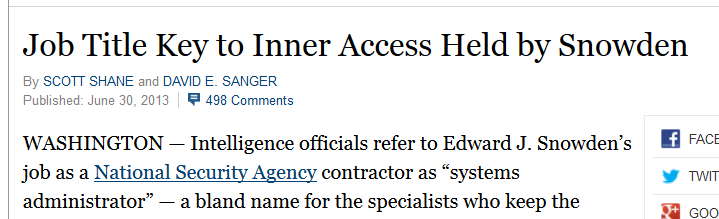 Job Title Key to Inner Access Held by Snowden
By SCOTT SHANE and DAVID E. SANGER
Published: June 30, 2013 | 498 Comments
WASHINGTON — Intelligence officials refer to Edward J. Snowden’s
job as a National Security Agency contractor as “systems
administrator” — a bland name for the specialists who keep the
FACE
TWIT
GOO